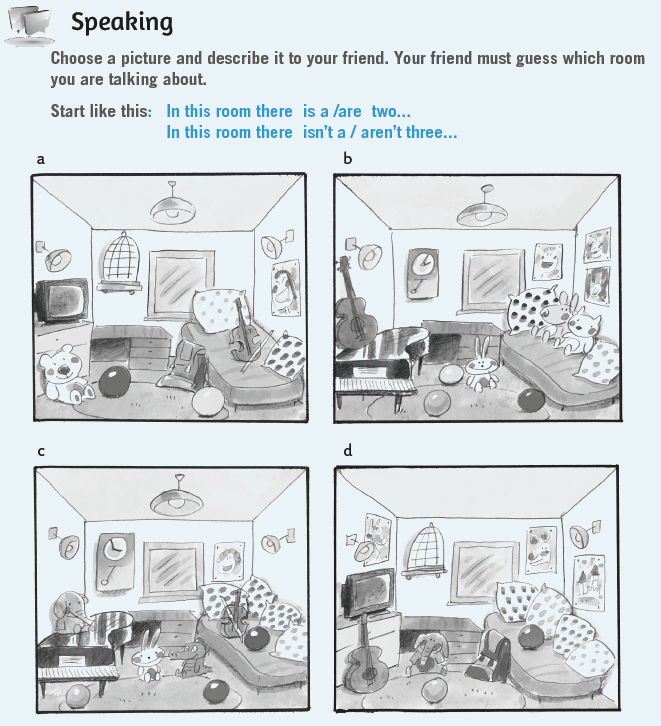 Speaking
Choose a picture and describe it to your friend. Your friend must guess which room
you are talking about.
Start like this: In this room there is a /are two...
In this room there isn't a / aren't three...
a
b
c
d